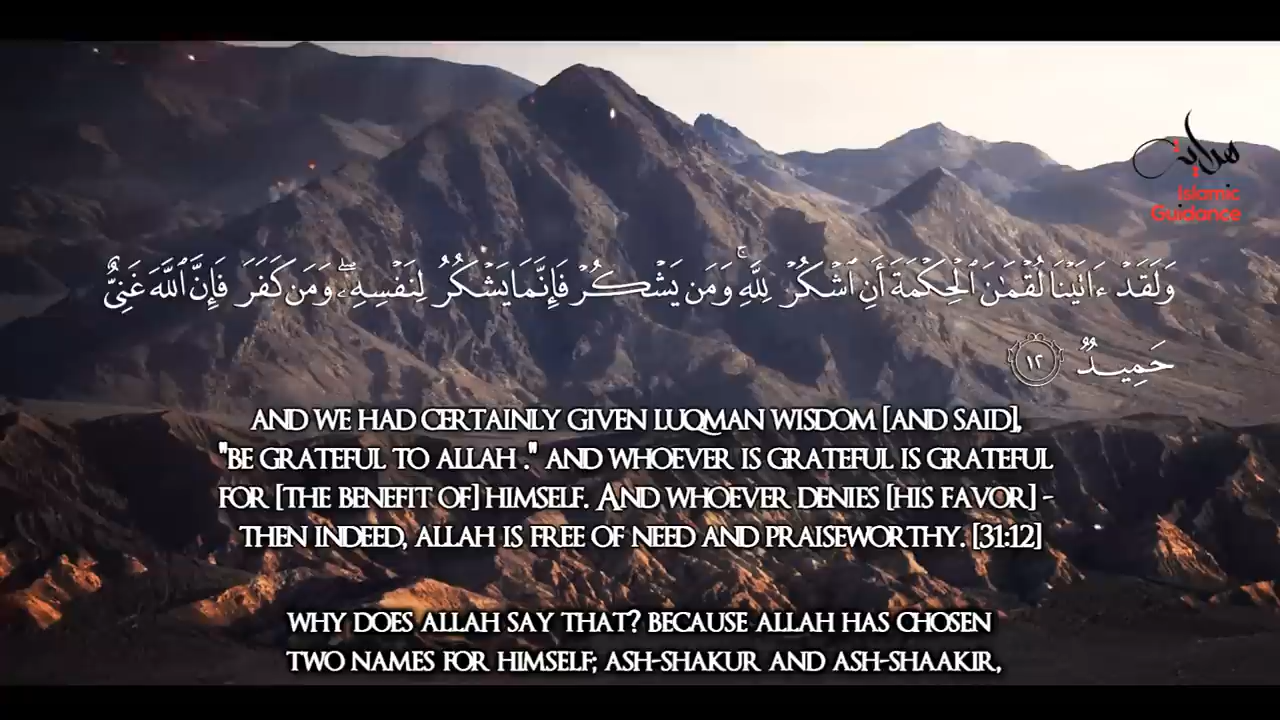 هداية
Islamic
Guidance
وَلَقَدْ ءَاتَيْنَا لُقْمَٰنَ ٱلْحِكْمَةَ أَنِ ٱشْكُرْ لِلَّهِ ۚ وَمَن يَشْكُرْ فَإِنَّمَا يَشْكُرُ لِنَفْسِهِۦ ۖ وَمَن كَفَرَ فَإِنَّ ٱللَّهَ غَنِىٌّ
حَمِيدٌ ١٢
AND WE HAD CERTAINLY GIVEN LUQMAN WISDOM [AND SAID],
"BE GRATEFUL TO ALLAH ." AND WHOEVER IS GRATEFUL IS GRATEFUL
FOR [THE BENEFIT OF] HIMSELF. AND WHOEVER DENIES [HIS FAVOR] -
THEN INDEED, ALLAH IS FREE OF NEED AND PRAISEWORTHY. [31:12]
WHY DOES ALLAH SAY THAT? BECAUSE ALLAH HAS CHOSEN
TWO NAMES FOR HIMSELF; ASH-SHAKUR AND ASH-SHAAKIR,